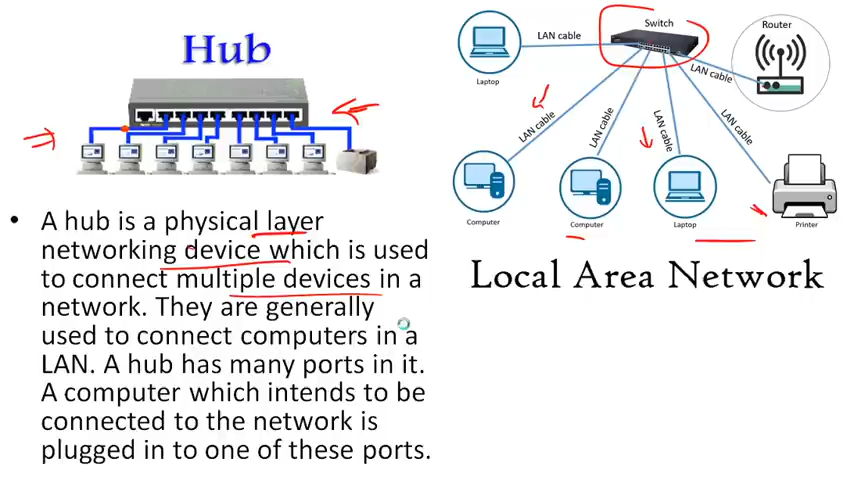 Hub
• A hub is a physical layer
networking device which is used
to connect multiple devices in a
network. They are generally
used to connect computers in a
LAN. A hub has many ports in it.
A computer which intends to be
connected to the network is
plugged in to one of these ports.
Switch
Router
LAN cable
LAN cable
Laptop
LAN cable
LAN cable
LAN cable
LAN cable
Computer
Computer
Laptop
Printer
Local Area Network